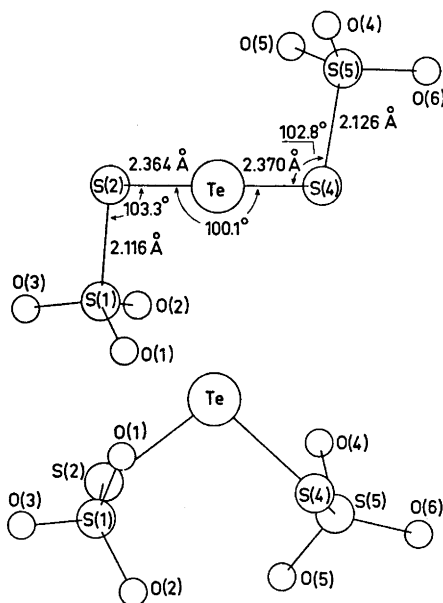 O(4)
O(5)
S(5)
O(6)
102.8°
2.126 Å
2.364 Å
2.370 Å
S(2)
Te
S(4)
103.3°
100.1°
2.116 Å
O(3)
S(1)
O(2)
O(1)
Te
O(1)
O(4)
S(2)
S(4)
S(5)
O(3)
S(1)
O(6)
O(2)
O(5)